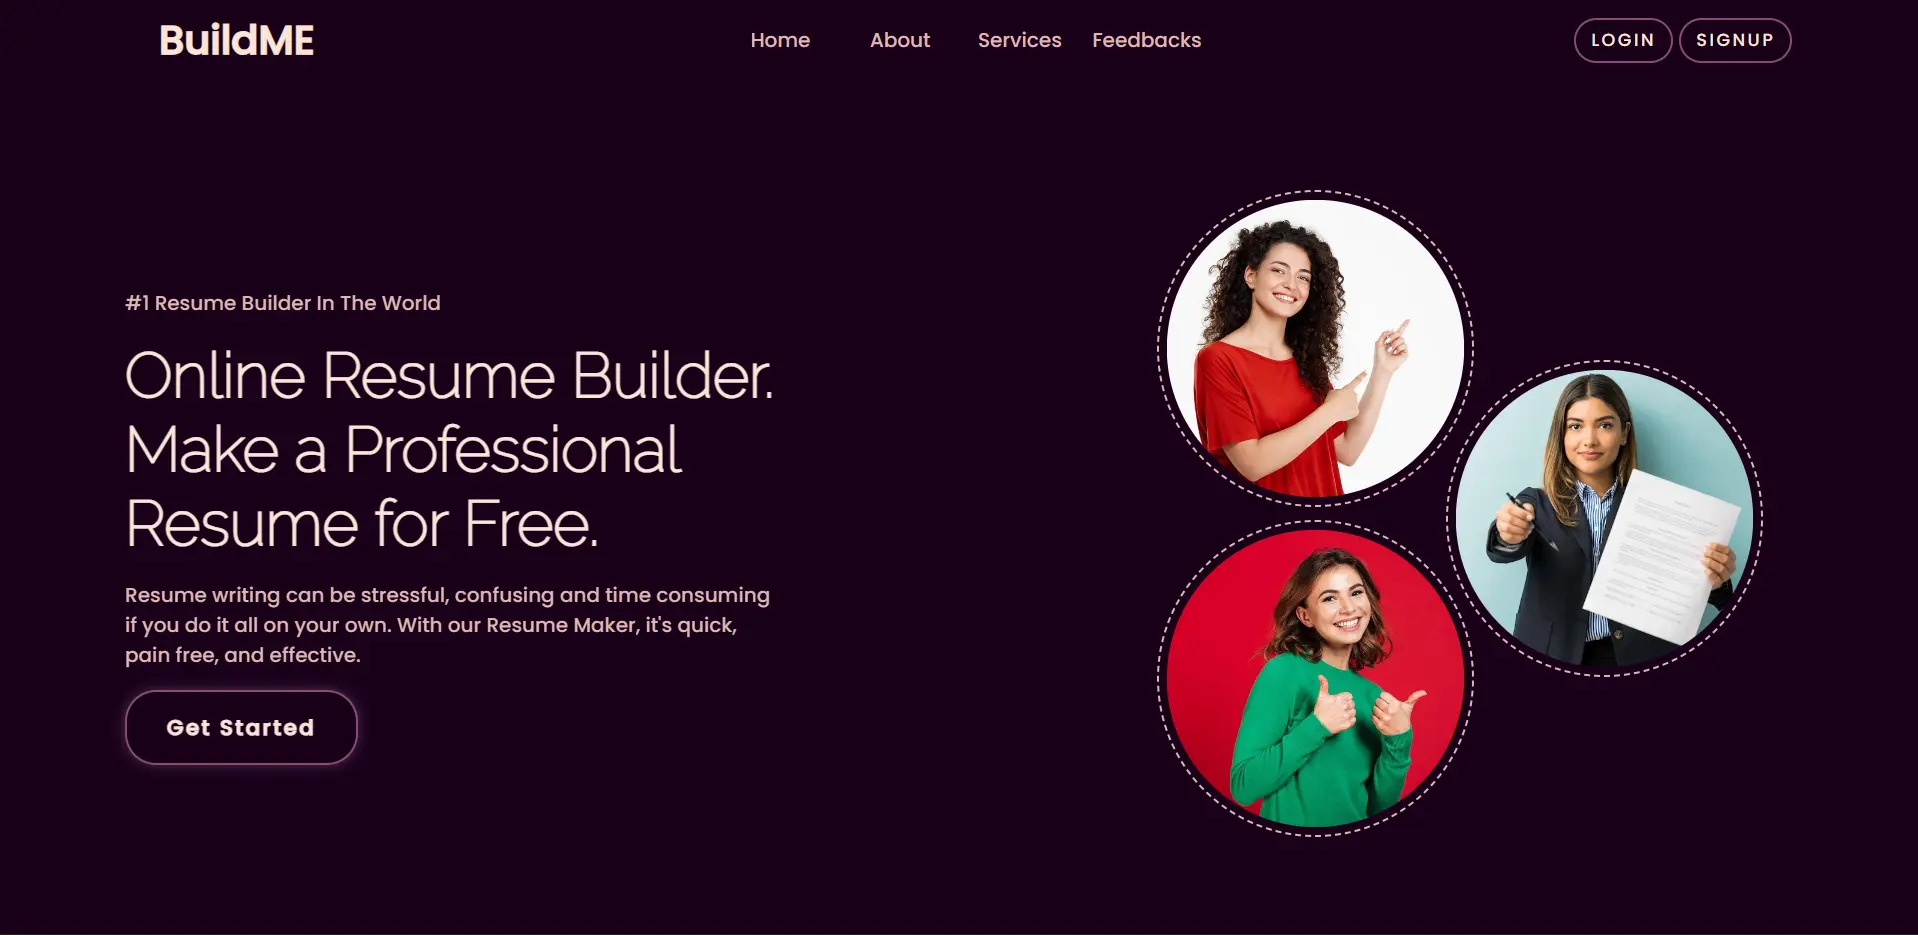 BuildME
Home
About
Services
Feedbacks
LOGIN
SIGNUP
#1 Resume Builder In The World
Online Resume Builder.
Make a Professional
Resume for Free.
Resume writing can be stressful, confusing and time consuming
if you do it all on your own. With our Resume Maker, it's quick,
pain free, and effective.
Get Started